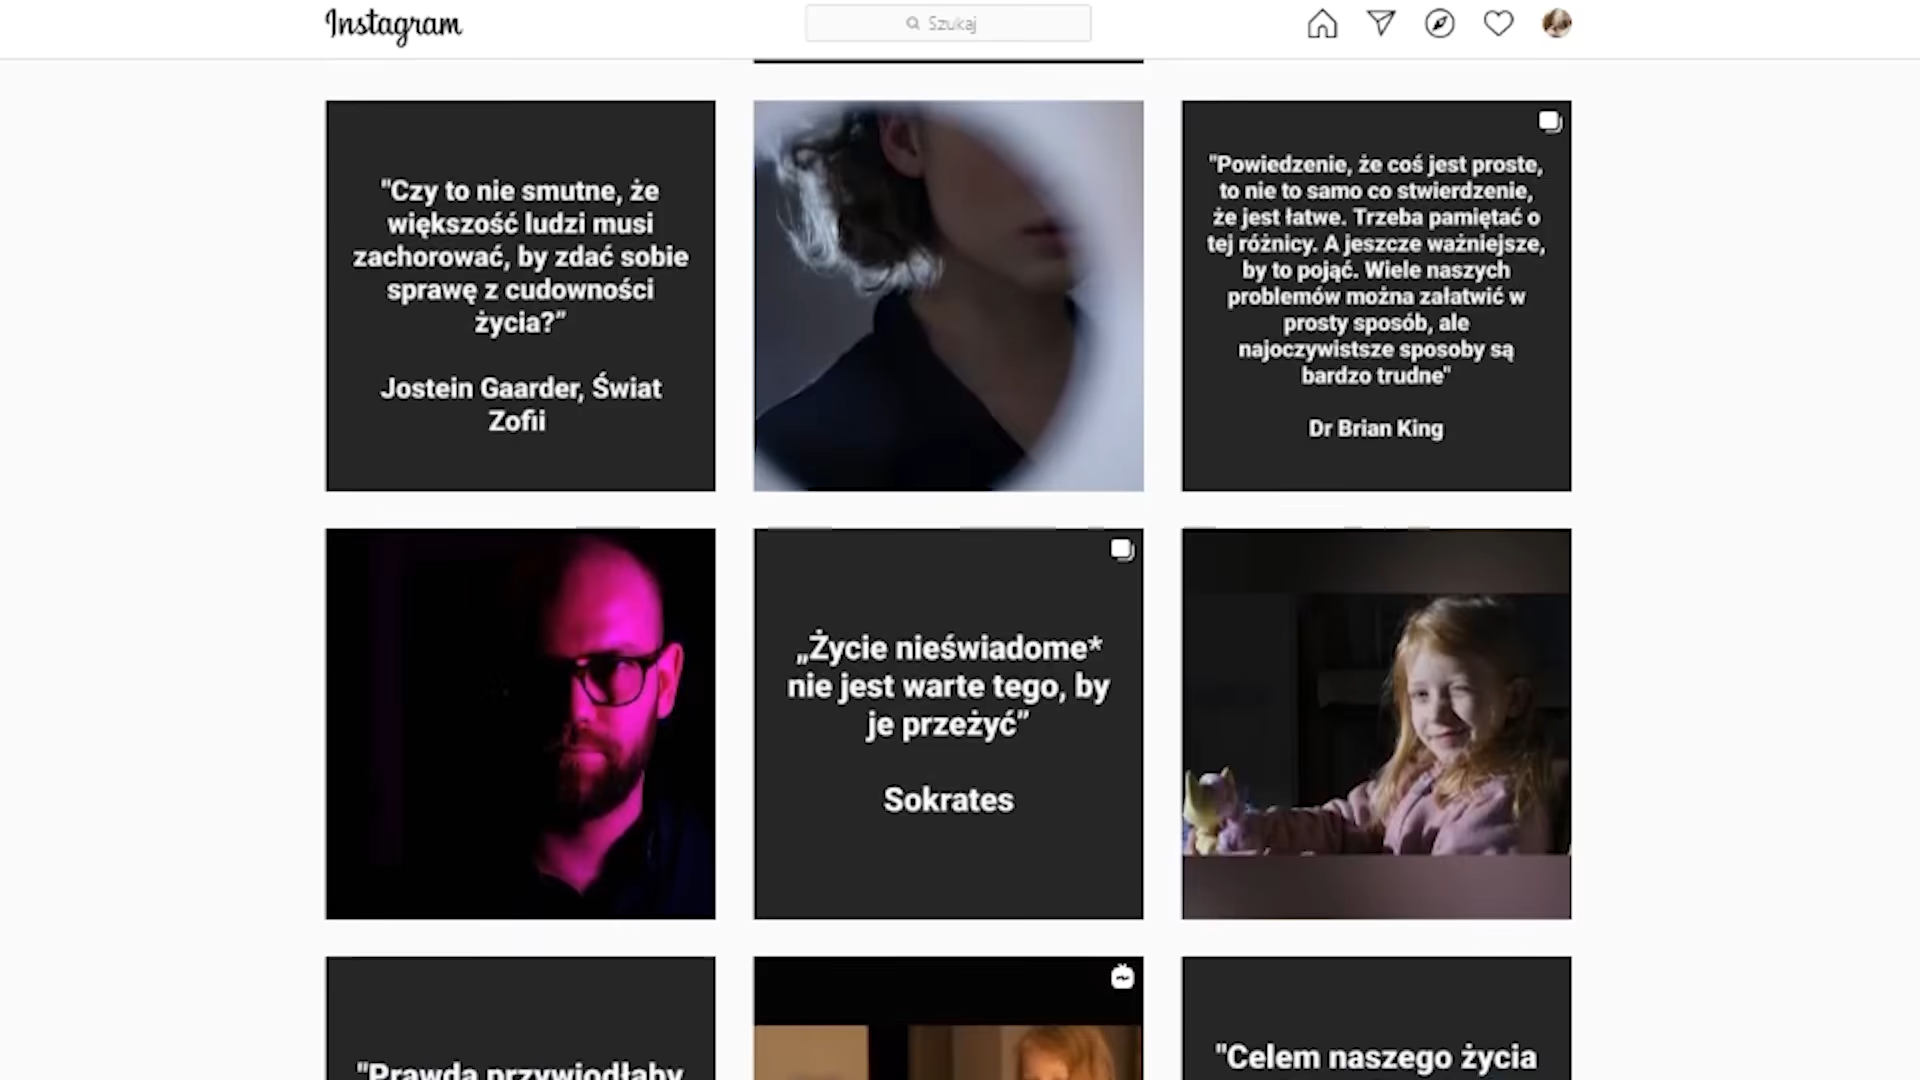 Instagram
Szukaj
"Czy to nie smutne, że
większość ludzi musi
zachorować, by zdać sobie
sprawę z cudowności
życia?”
Jostein Gaarder, Świat
Zofii
"Powiedzenie, że coś jest proste,
to nie to samo co stwierdzenie,
że jest łatwe. Trzeba pamiętać o
tej różnicy. A jeszcze ważniejsze,
by to pojąć. Wiele naszych
problemów można załatwić w
prosty sposób, ale
najoczywistsze sposoby są
bardzo trudne"
Dr Brian King
„Życie nieświadome*
nie jest warte tego, by
je przeżyć”
Sokrates
"Prawda przywiodłaby
"Celem naszego życia